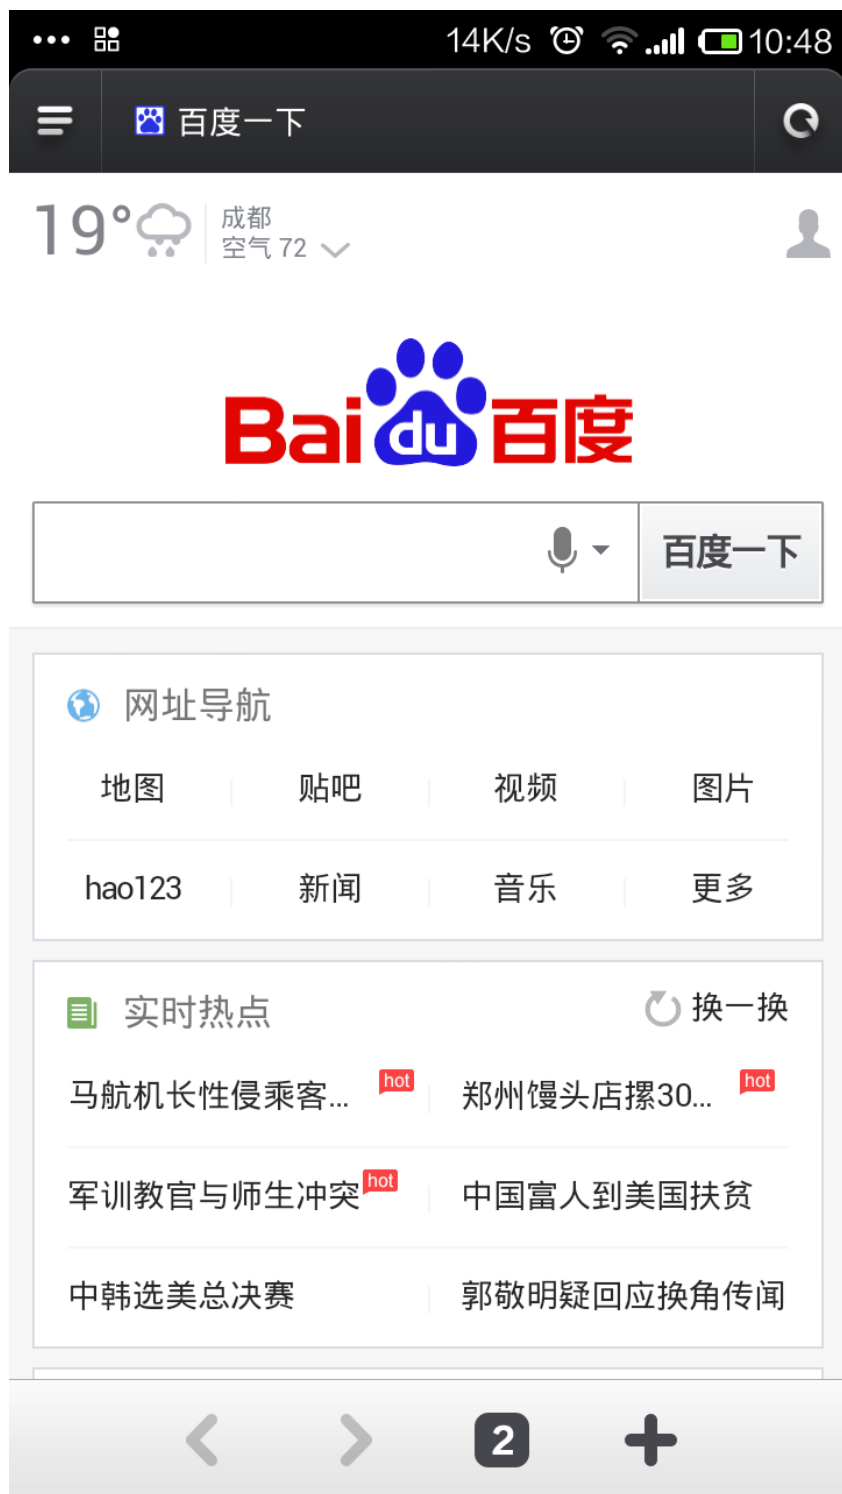 14K/s 10:48
百度一下
19°
成都
空气 72
Bai du 百度
百度一下
网址导航
地图 贴吧 视频 图片
hao123 新闻 音乐 更多
实时热点 换一换
马航机长性侵乘客... hot 郑州馒头店摞30... hot
军训教官与师生冲突 hot 中国富人到美国扶贫
中韩选美总决赛 郭敬明疑回应换角传闻
2